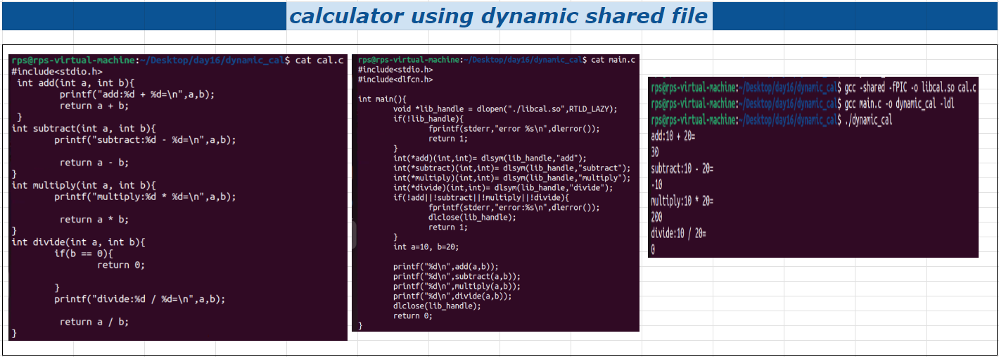 calculator using dynamic shared file
rps@rps-virtual-machine:~/Desktop/day16/dynamic_cal$ cat cal.c
#include<stdio.h>
 int add(int a, int b){
        printf("add:%d + %d=\n",a,b);
        return a + b;
 }
int subtract(int a, int b){
       printf("subtract:%d - %d=\n",a,b);
        return a - b;
}
int multiply(int a, int b){
       printf("multiply:%d * %d=\n",a,b);
        return a * b;
}
int divide(int a, int b){
       if(b == 0){
               return 0;
       }
       printf("divide:%d / %d=\n",a,b);
        return a / b;
}
rps@rps-virtual-machine:~/Desktop/day16/dynamic_cal$ cat main.c
#include<stdio.h>
#include<dlfcn.h>
int main(){
        void *lib_handle = dlopen("./libcal.so",RTLD_LAZY);
        if(!lib_handle){
                fprintf(stderr,"error %s\n",dlerror());
                return 1;
        }
        int(*add)(int,int)= dlsym(lib_handle,"add");
        int(*subtract)(int,int)= dlsym(lib_handle,"subtract");
        int(*multiply)(int,int)= dlsym(lib_handle,"multiply");
        int(*divide)(int,int)= dlsym(lib_handle,"divide");
        if(!add||!subtract||!multiply||!divide){
                fprintf(stderr,"error:%s\n",dlerror());
                dlclose(lib_handle);
                return 1;
        }
        int a=10, b=20;
        printf("%d\n",add(a,b));
        printf("%d\n",subtract(a,b));
        printf("%d\n",multiply(a,b));
        printf("%d\n",divide(a,b));
        dlclose(lib_handle);
        return 0;
}
rps@rps-virtual-machine:~/Desktop/day16/dynamic_cal$ gcc -shared -fPIC -o libcal.so cal.c
rps@rps-virtual-machine:~/Desktop/day16/dynamic_cal$ gcc main.c -o dynamic_cal -ldl
rps@rps-virtual-machine:~/Desktop/day16/dynamic_cal$ ./dynamic_cal
add:10 + 20=
30
subtract:10 - 20=
-10
multiply:10 * 20=
200
divide:10 / 20=
0